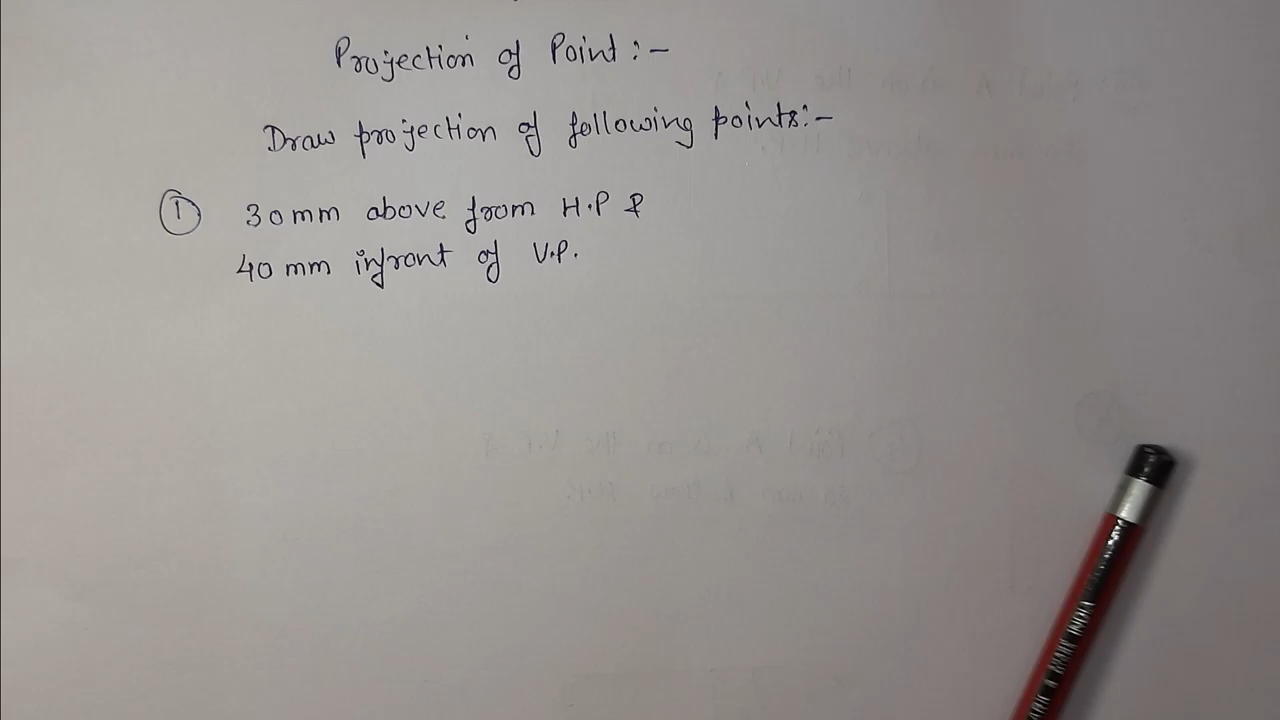 Projection of Point :-
Draw projection of following points:-
① 30mm above from H.P &
40 mm infront of V.P.